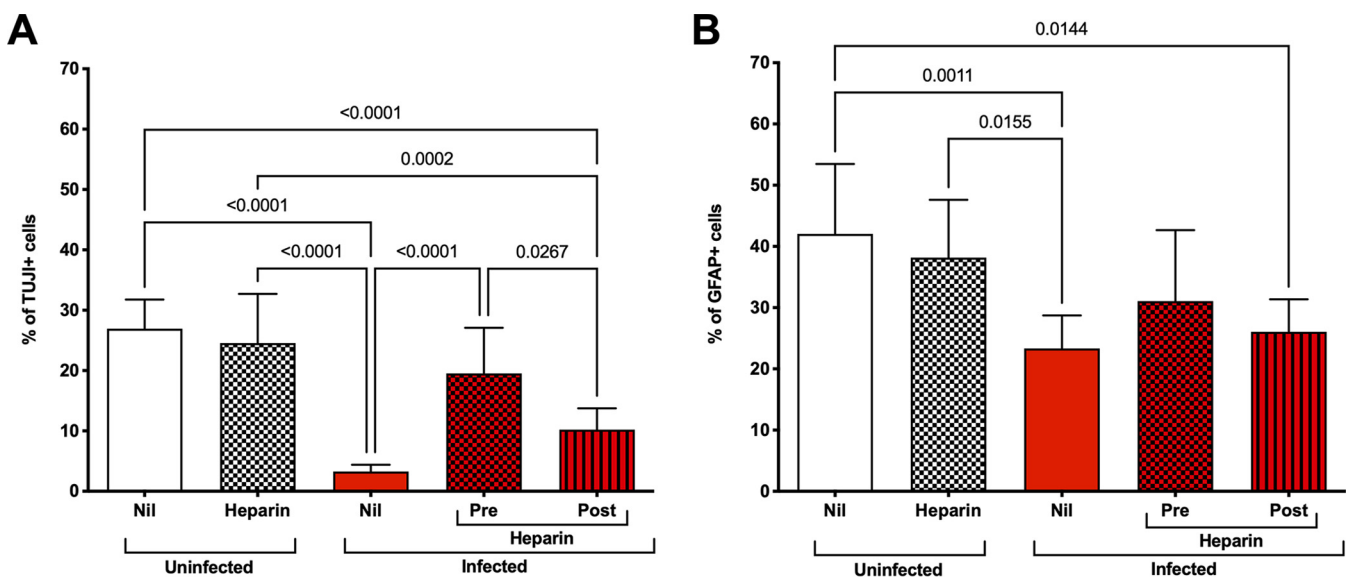 A
% of TUJI+ cells
70
60
50
40
30
20
10
0
<0.0001
0.0002
<0.0001
<0.0001 <0.0001 0.0267
Nil Heparin Nil Pre Post
Heparin
Uninfected Infected
B
% of GFAP+ cells
70
60
50
40
30
20
10
0
0.0144
0.0011
0.0155
Nil Heparin Nil Pre Post
Heparin
Uninfected Infected